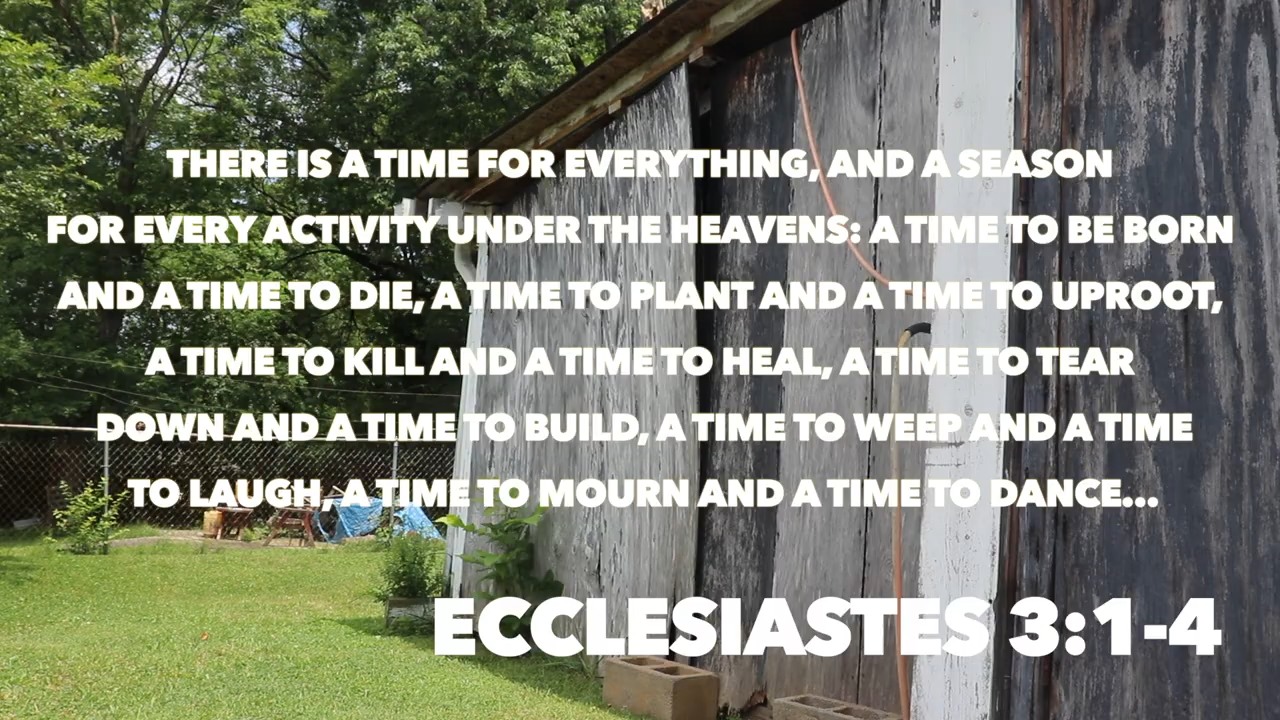 THERE IS A TIME FOR EVERYTHING, AND A SEASON
FOR EVERY ACTIVITY UNDER THE HEAVENS: A TIME TO BE BORN
AND A TIME TO DIE, A TIME TO PLANT AND A TIME TO UPROOT,
A TIME TO KILL AND A TIME TO HEAL, A TIME TO TEAR
DOWN AND A TIME TO BUILD, A TIME TO WEEP AND A TIME
TO LAUGH, A TIME TO MOURN AND A TIME TO DANCE...
ECCLESIASTES 3:1-4